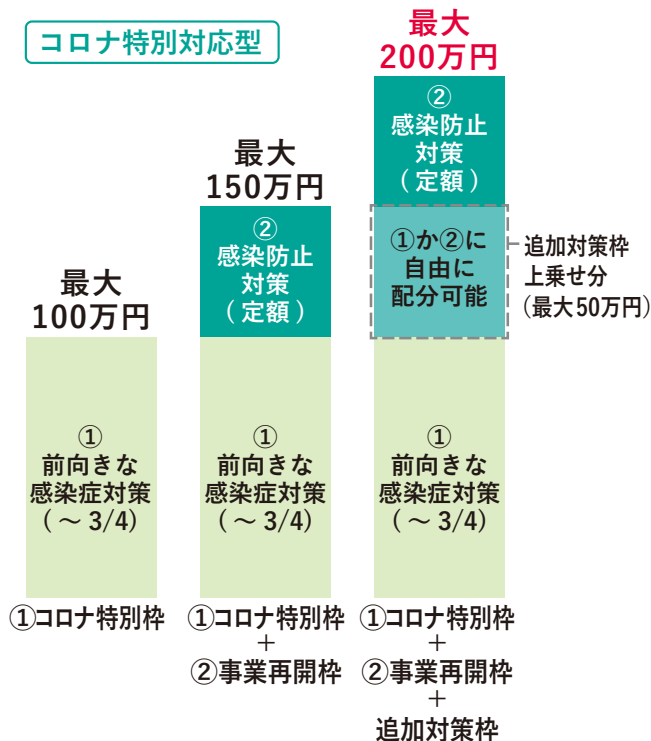 コロナ特別対応型
最大
100万円
①
前向きな
感染症対策
(～3/4)
①コロナ特別枠
最大
150万円
②
感染防止
対策
(定額)
①
前向きな
感染症対策
(～3/4)
①コロナ特別枠
+
②事業再開枠
最大
200万円
②
感染防止
対策
(定額)
①か②に
自由に
配分可能
追加対策枠
上乗せ分
(最大50万円)
①
前向きな
感染症対策
(～3/4)
①コロナ特別枠
+
②事業再開枠
+
追加対策枠